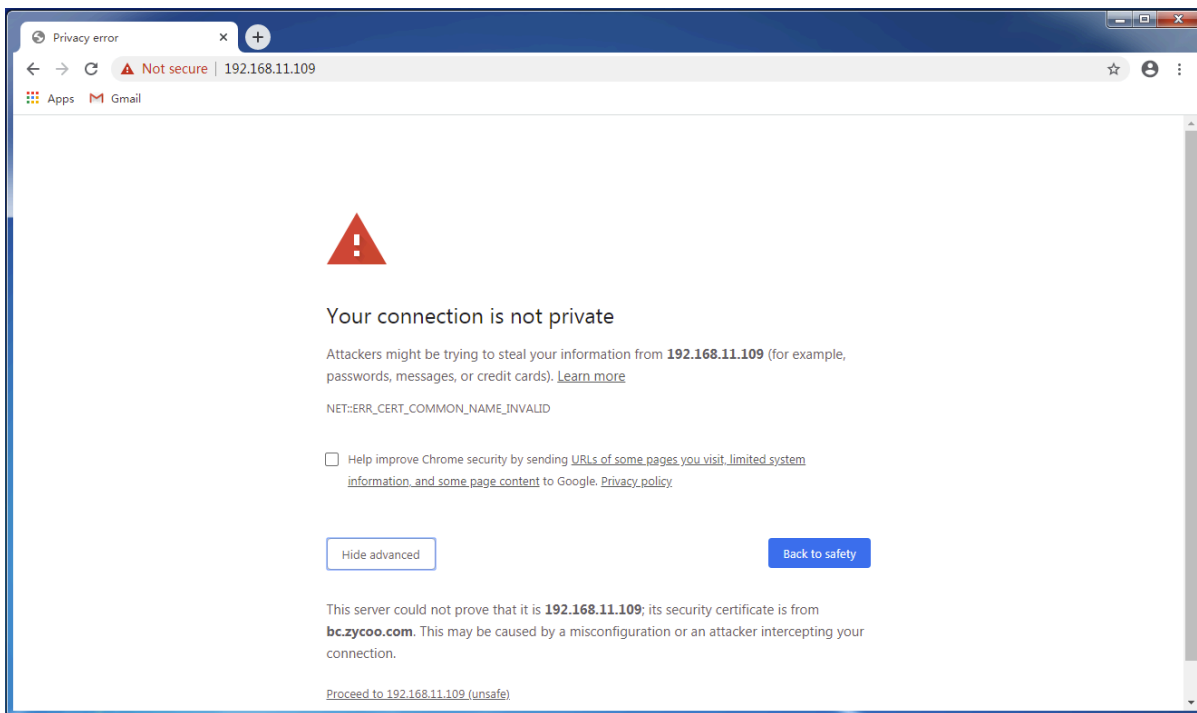 Privacy error
Not secure | 192.168.11.109
Apps Gmail
Your connection is not private
Attackers might be trying to steal your information from 192.168.11.109 (for example,
passwords, messages, or credit cards). Learn more
NET::ERR_CERT_COMMON_NAME_INVALID
Help improve Chrome security by sending URLs of some pages you visit, limited system
information, and some page content to Google. Privacy policy
Hide advanced Back to safety
This server could not prove that it is 192.168.11.109; its security certificate is from
bc.zycoo.com. This may be caused by a misconfiguration or an attacker intercepting your
connection.
Proceed to 192.168.11.109 (unsafe)